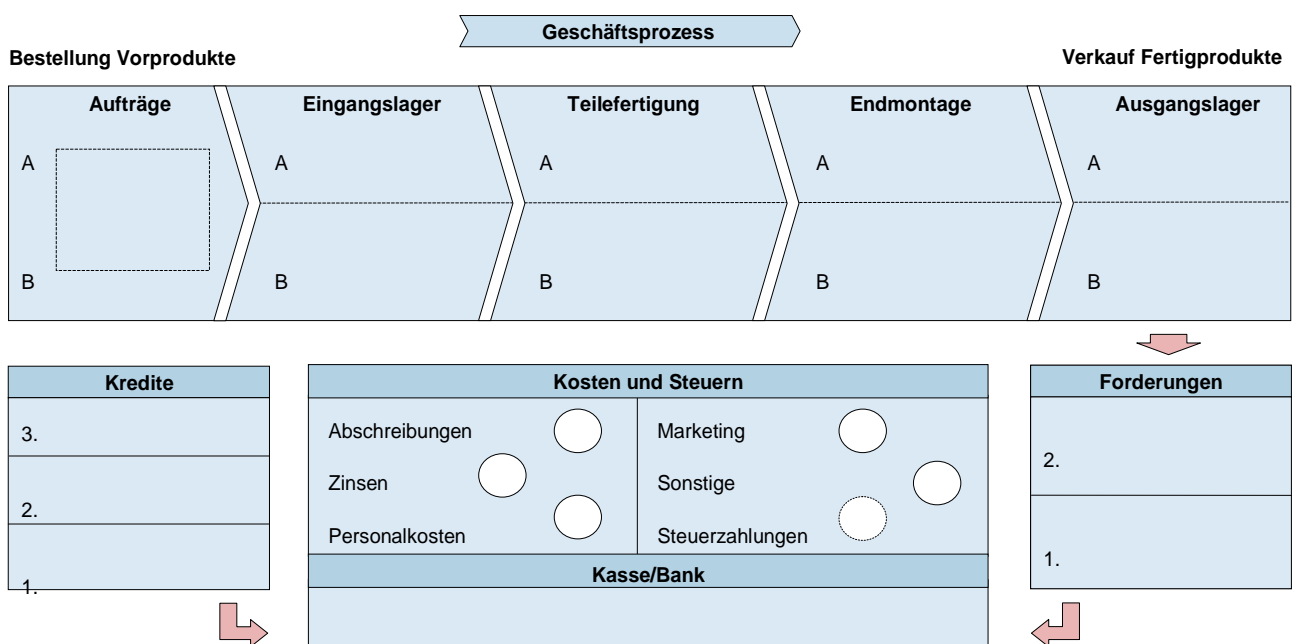 Geschäftsprozess
Bestellung Vorprodukte
Verkauf Fertigprodukte
Aufträge
Eingangslager
Teilefertigung
Endmontage
Ausgangslager
A
A
A
A
A
B
B
B
B
B
Kredite
3.
2.
1.
Kosten und Steuern
Abschreibungen
Zinsen
Personalkosten
Marketing
Sonstige
Steuerzahlungen
Kasse/Bank
Forderungen
2.
1.